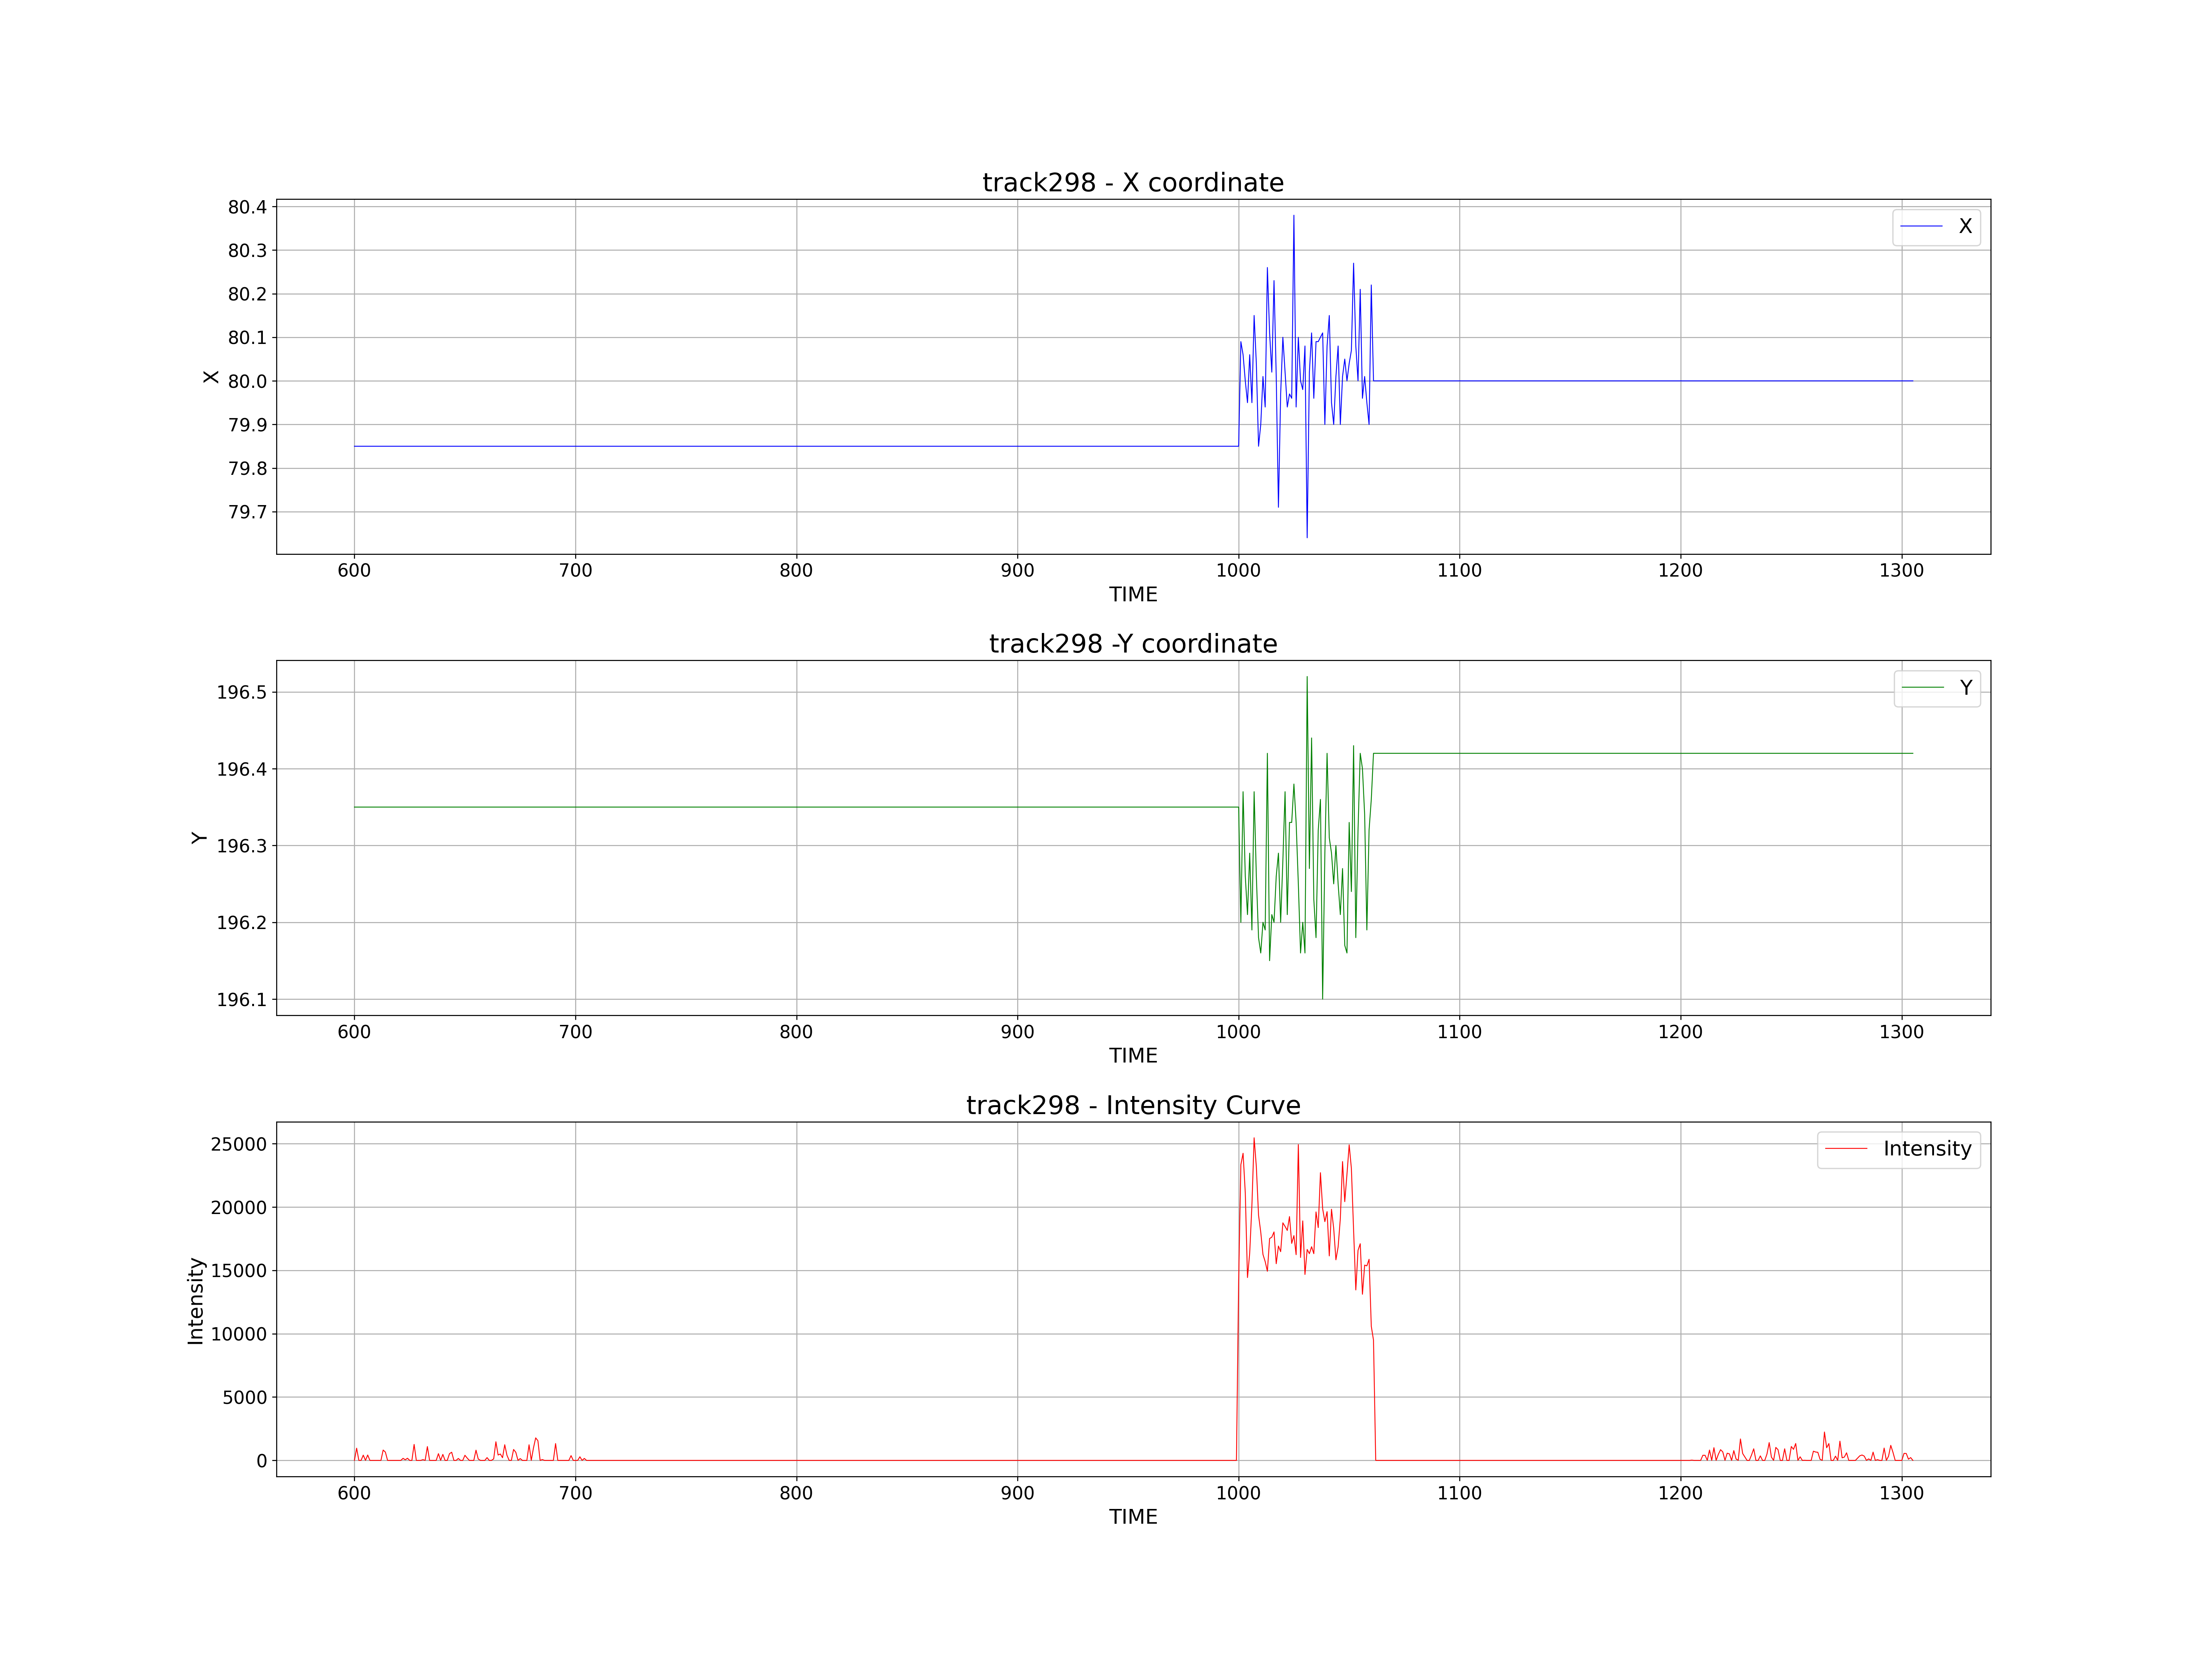 track298 - X coordinate
80.4
80.3
80.2
80.1
80.0
79.9
79.8
79.7
X
X
600 700 800 900 1000 1100 1200 1300
TIME
track298 -Y coordinate
196.5
196.4
196.3
196.2
196.1
Y
Y
600 700 800 900 1000 1100 1200 1300
TIME
track298 - Intensity Curve
25000
20000
15000
10000
5000
0
Intensity
Intensity
600 700 800 900 1000 1100 1200 1300
TIME